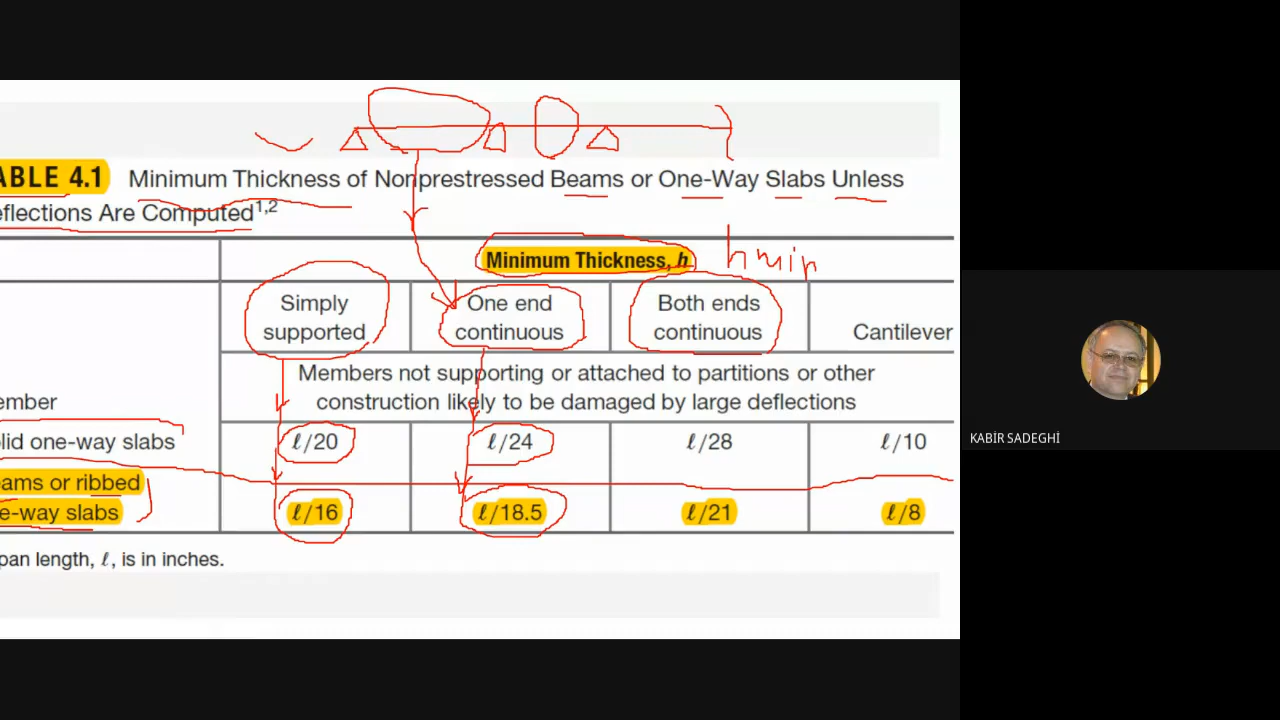 ABLE 4.1 Minimum Thickness of Nonprestressed Beams or One-Way Slabs Unless
eflections Are Computed1,2
Minimum Thickness, h hmin
Simply supported One end continuous Both ends continuous Cantilever
Members not supporting or attached to partitions or other
construction likely to be damaged by large deflections
ember
lid one-way slabs ℓ/20 ℓ/24 ℓ/28 ℓ/10
eams or ribbed
e-way slabs ℓ/16 ℓ/18.5 ℓ/21 ℓ/8
pan length, ℓ, is in inches.
KABİR SADEGHİ